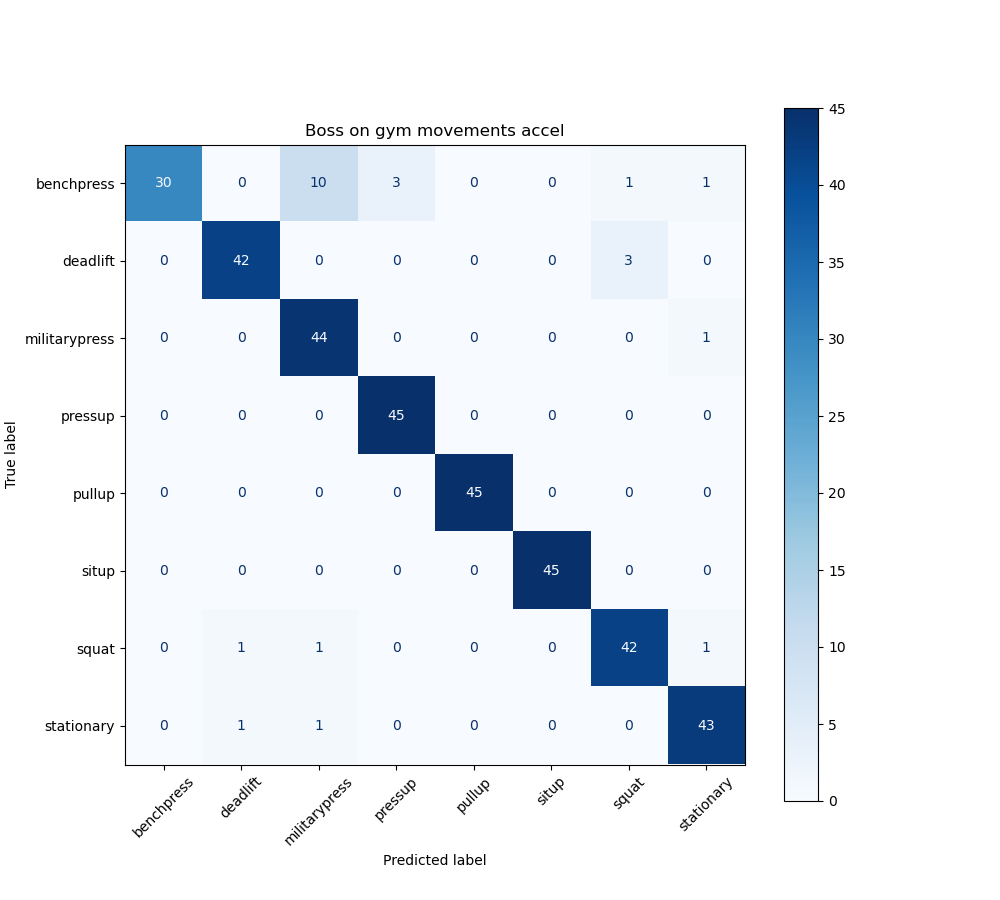 Boss on gym movements accel
True label
benchpress 30 0 10 3 0 0 1 1
deadlift 0 42 0 0 0 0 3 0
militarypress 0 0 44 0 0 0 0 1
pressup 0 0 0 45 0 0 0 0
pullup 0 0 0 0 45 0 0 0
situp 0 0 0 0 0 45 0 0
squat 0 1 1 0 0 0 42 1
stationary 0 1 1 0 0 0 0 43
benchpress deadlift militarypress pressup pullup situp squat stationary
Predicted label
45
40
35
30
25
20
15
10
5
0